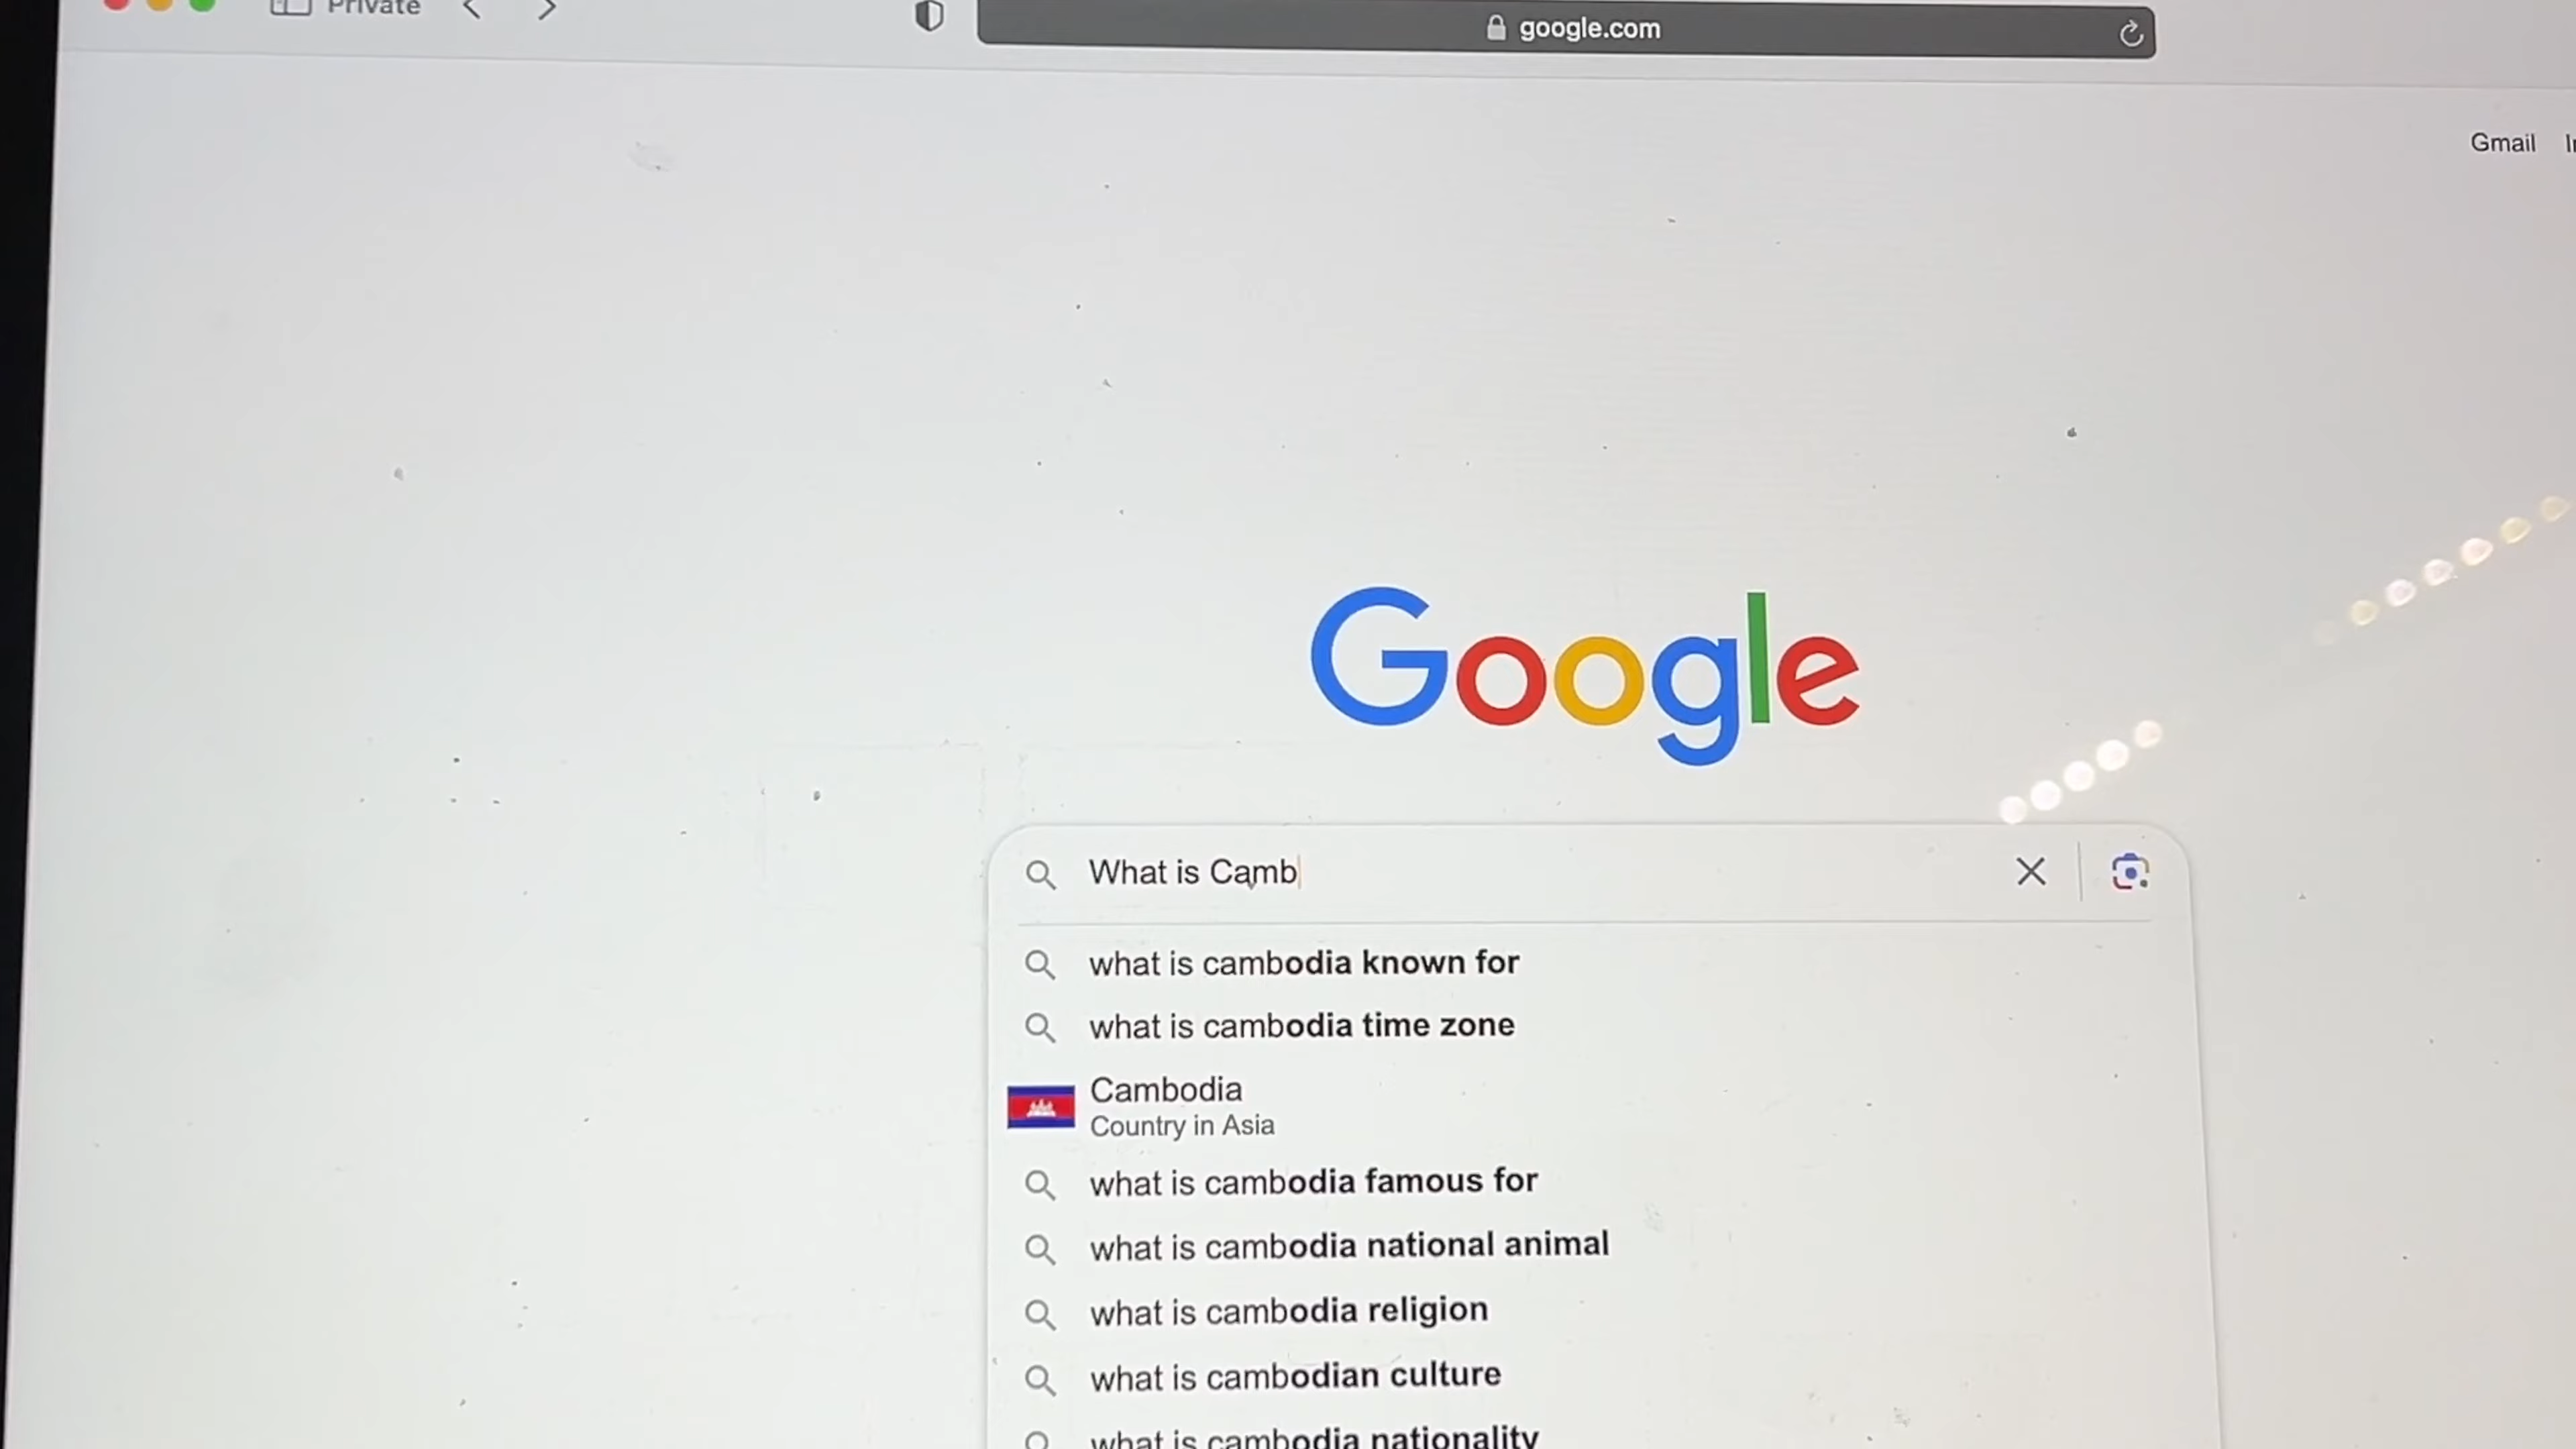 Private
google.com
Gmail
Google
What is Camb
what is cambodia known for
what is cambodia time zone
Cambodia
Country in Asia
what is cambodia famous for
what is cambodia national animal
what is cambodia religion
what is cambodian culture
what is cambodia nationality